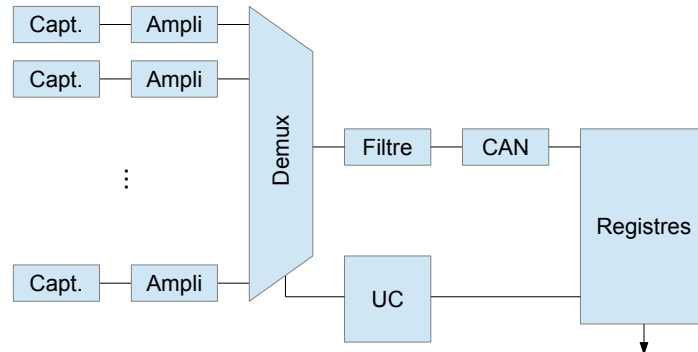 Capt. Ampli
Capt. Ampli
Demux
Filtre CAN
Registres
...
Capt. Ampli
UC